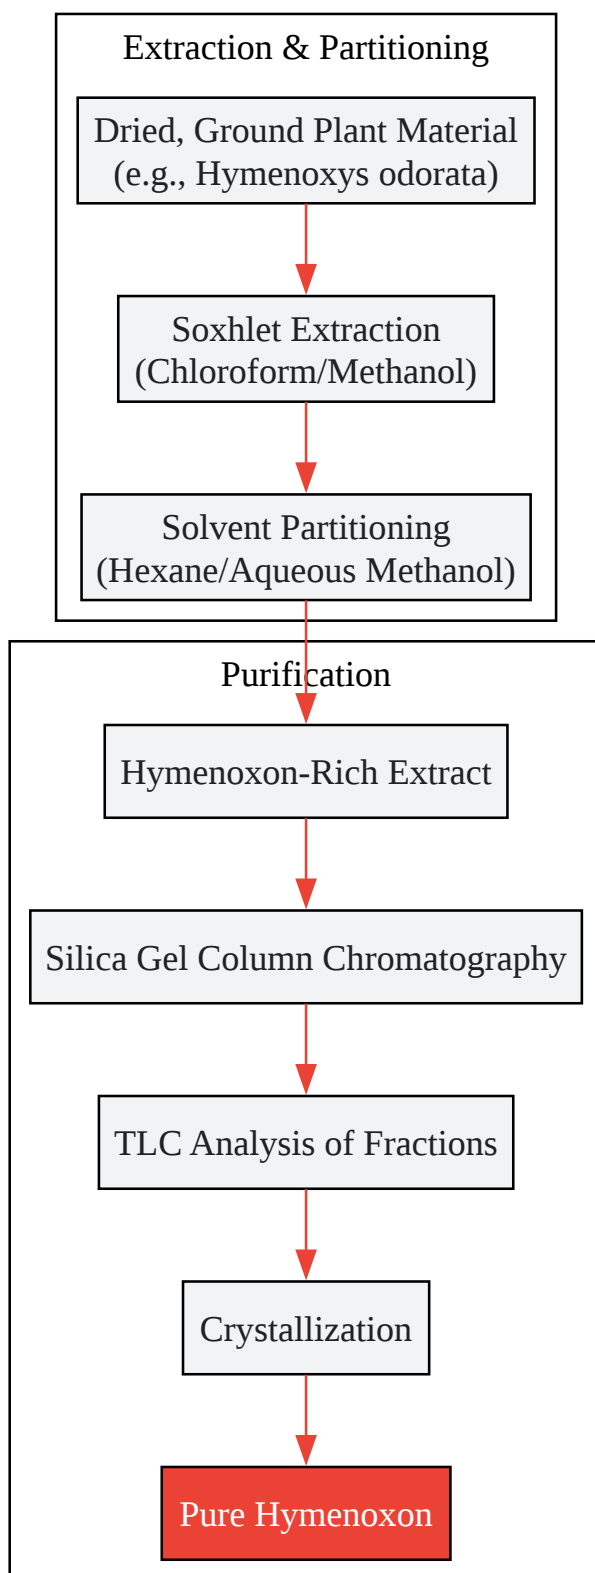 Extraction & Partitioning
Dried, Ground Plant Material
(e.g., Hymenoxys odorata)
Soxhlet Extraction
(Chloroform/Methanol)
Solvent Partitioning
(Hexane/Aqueous Methanol)
Purification
Hymenoxon-Rich Extract
Silica Gel Column Chromatography
TLC Analysis of Fractions
Crystallization
Pure Hymenoxon